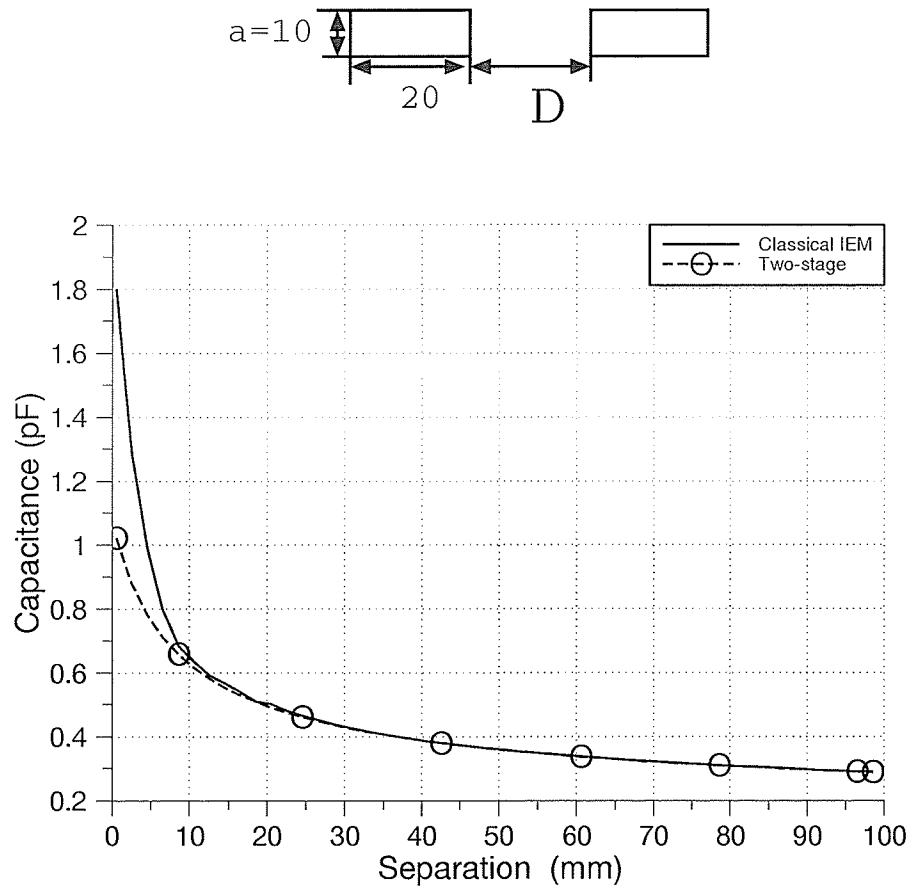 a=10
20
D
Classical IEM
Two-stage
2
1.8
1.6
1.4
1.2
1
0.8
0.6
0.4
0.2
Capacitance (pF)
0 10 20 30 40 50 60 70 80 90 100
Separation (mm)